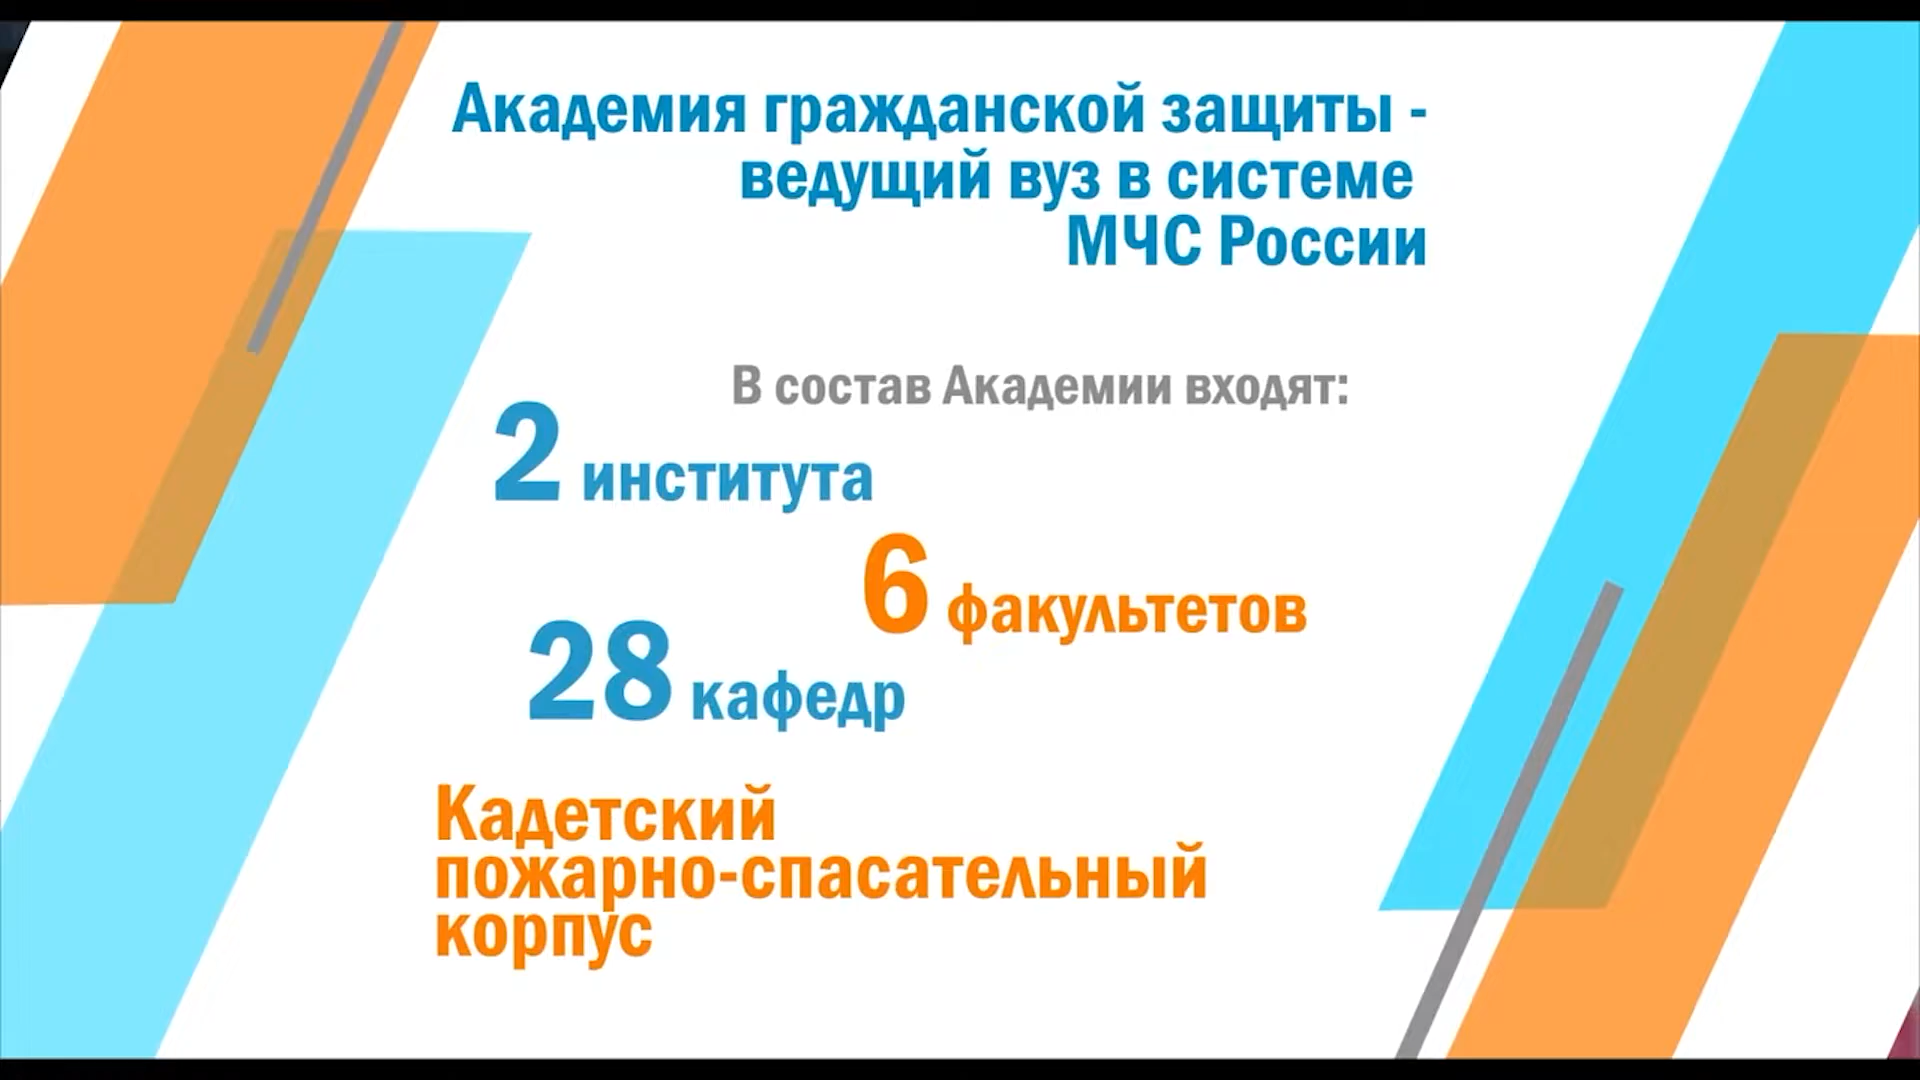 Академия гражданской защиты -
ведущий вуз в системе
МЧС России
В состав Академии входят:
2 института
6 факультетов
28 кафедр
Кадетский
пожарно-спасательный
корпус